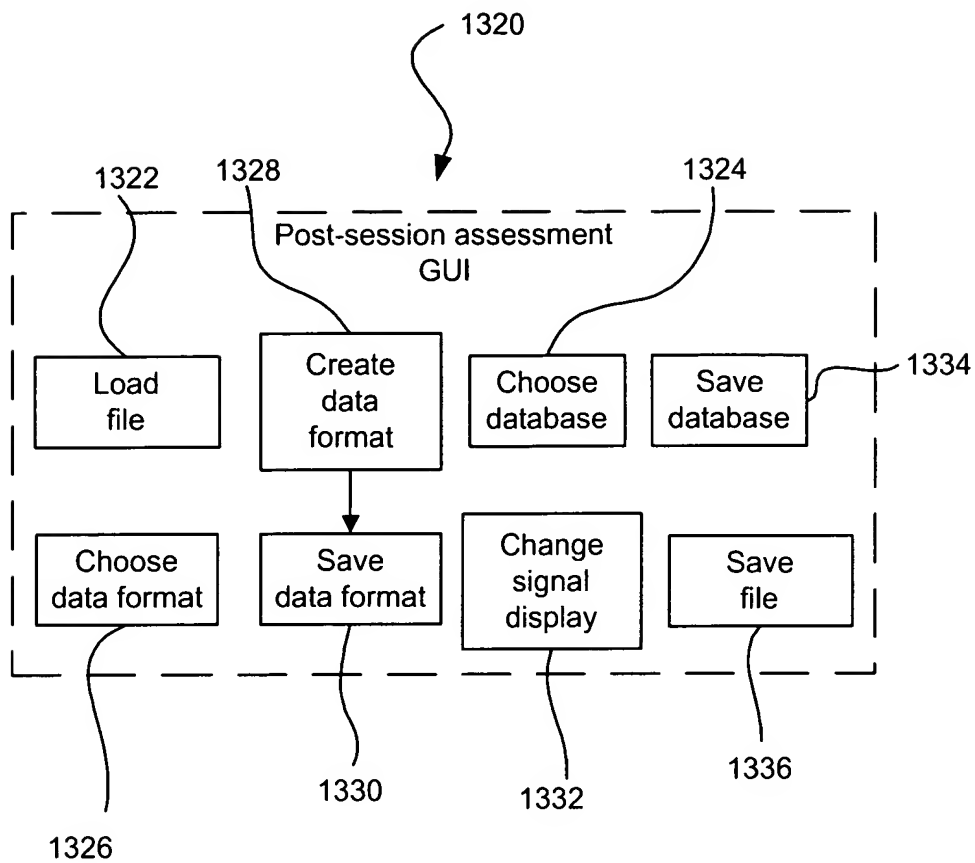 1320
1322
1328
1324
Post-session assessment
GUI
1334
Load
file
Create
data
format
Choose
database
Save
database
Choose
data format
Save
data format
Change
signal
display
Save
file
1326
1330
1332
1336